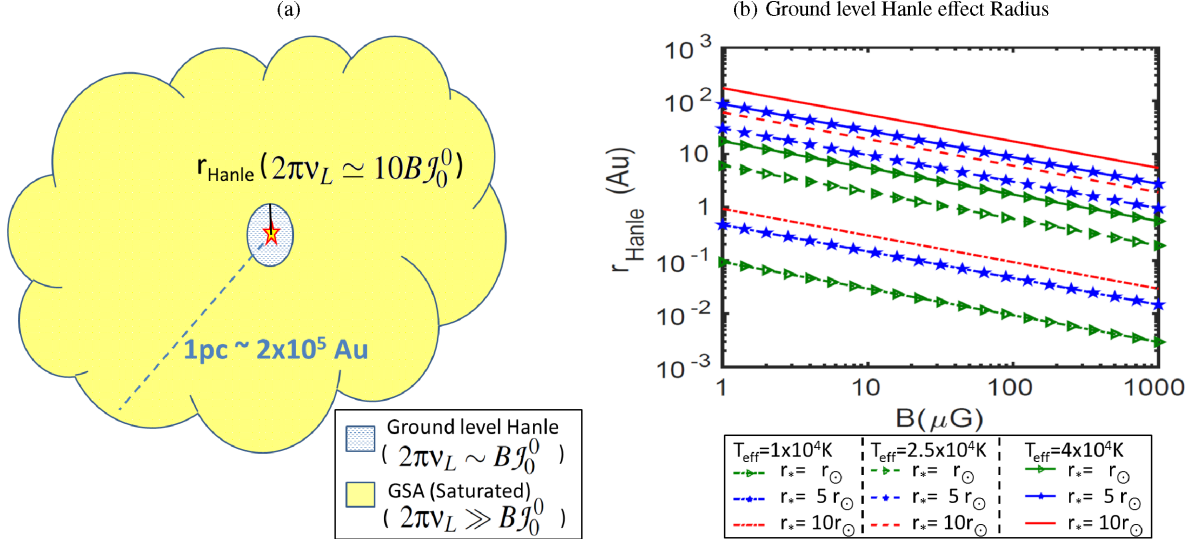 (a)
r_Hanle (2πν_L ≃ 10B𝒥_0^0)
1pc ~ 2x10^5 Au
Ground level Hanle
( 2πν_L ∼ B𝒥_0^0 )
GSA (Saturated)
( 2πν_L ≫ B𝒥_0^0 )
(b) Ground level Hanle effect Radius
r_Hanle (Au)
10^3
10^2
10
1
10^-1
10^-2
10^-3
1 10 100 1000
B(μG)
T_eff=1x10^4K T_eff=2.5x10^4K T_eff=4x10^4K
r_*= r_⊙ r_*= r_⊙ r_*= r_⊙
r_*= 5 r_⊙ r_*= 5 r_⊙ r_*= 5 r_⊙
r_*= 10r_⊙ r_*= 10r_⊙ r_*= 10r_⊙